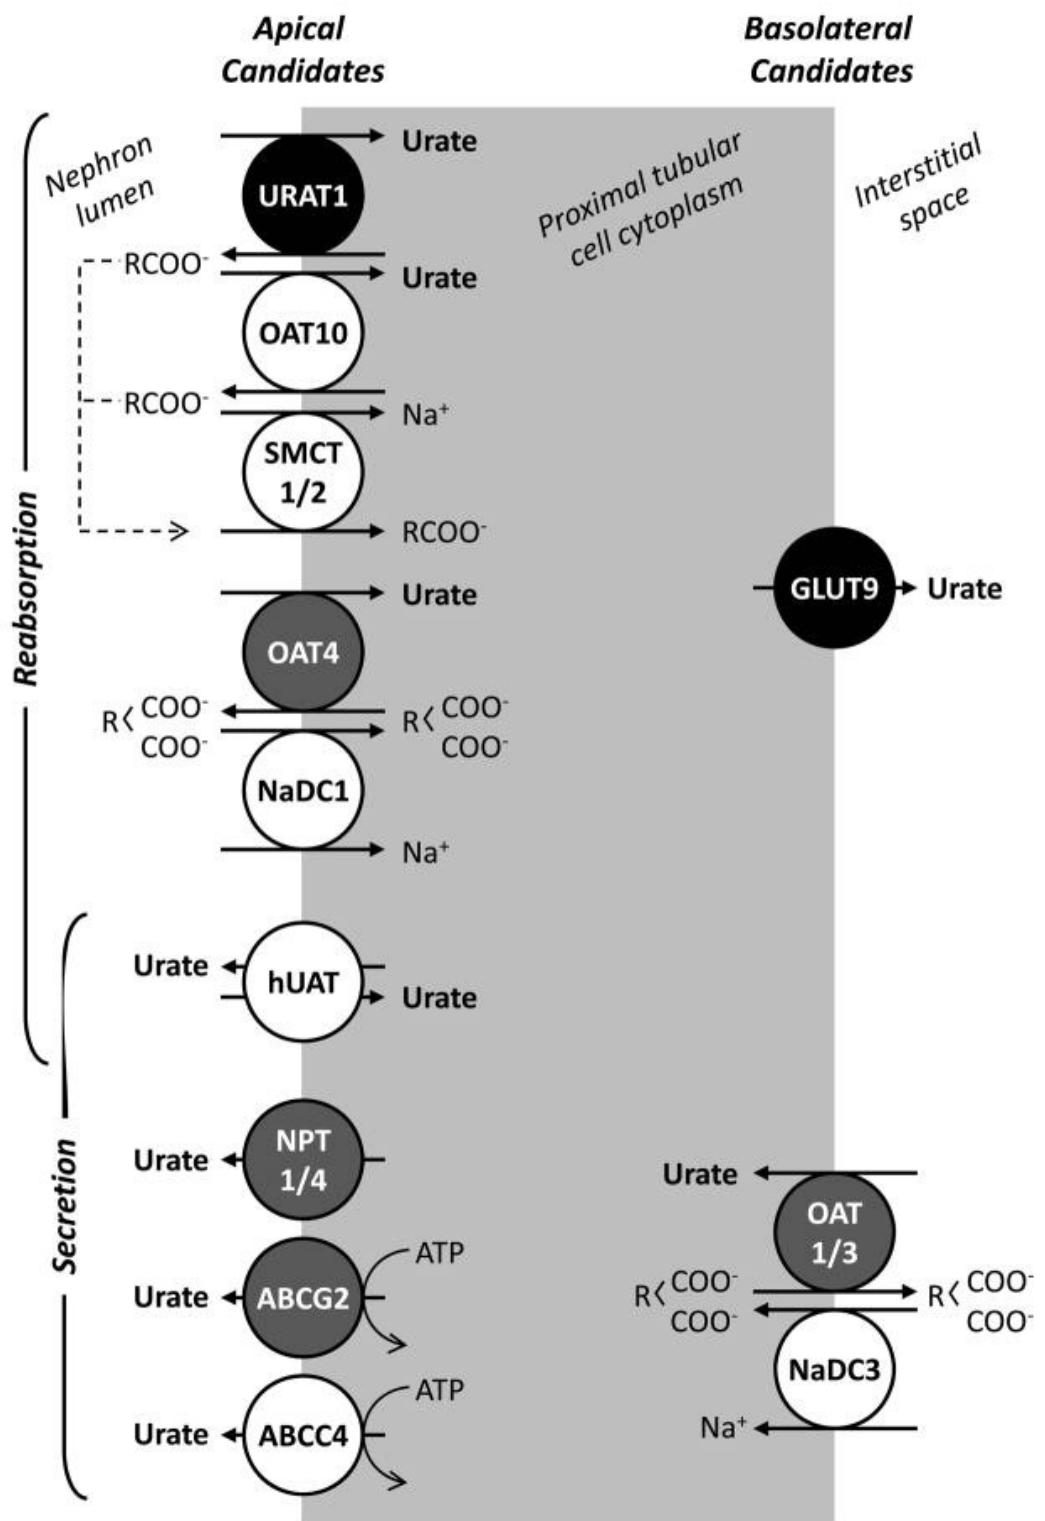 Apical
Candidates
Basolateral
Candidates
Nephron
lumen
Proximal tubular
cell cytoplasm
Interstitial
space
Reabsorption
Urate
URAT1
RCOO⁻
Urate
OAT10
RCOO⁻
Na⁺
SMCT
1/2
RCOO⁻
Urate
OAT4
R COO⁻
COO⁻
R COO⁻
COO⁻
NaDC1
Na⁺
GLUT9
Urate
Urate
hUAT
Urate
Secretion
Urate
NPT
1/4
Urate
ABCG2
ATP
Urate
ABCC4
ATP
Urate
OAT
1/3
R COO⁻
COO⁻
R COO⁻
COO⁻
NaDC3
Na⁺